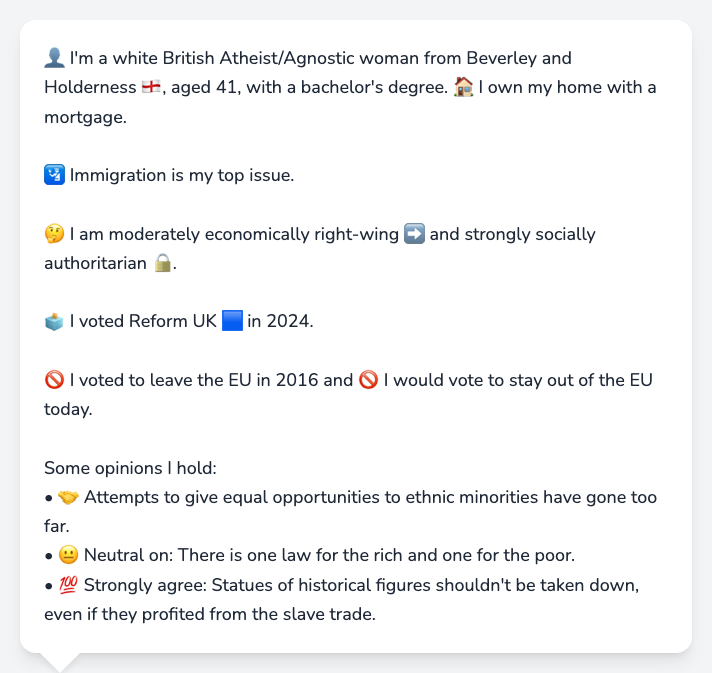 👤 I'm a white British Atheist/Agnostic woman from Beverley and
Holderness 🏴󠁧󠁢󠁥󠁮󠁧󠁿, aged 41, with a bachelor's degree. 🏠 I own my home with a
mortgage.
🛂 Immigration is my top issue.
🤔 I am moderately economically right-wing ➡️ and strongly socially
authoritarian 🔒.
🗳️ I voted Reform UK 🟦 in 2024.
🚫 I voted to leave the EU in 2016 and 🚫 I would vote to stay out of the EU
today.
Some opinions I hold:
• 🤝 Attempts to give equal opportunities to ethnic minorities have gone too
far.
• 😐 Neutral on: There is one law for the rich and one for the poor.
• 💯 Strongly agree: Statues of historical figures shouldn't be taken down,
even if they profited from the slave trade.